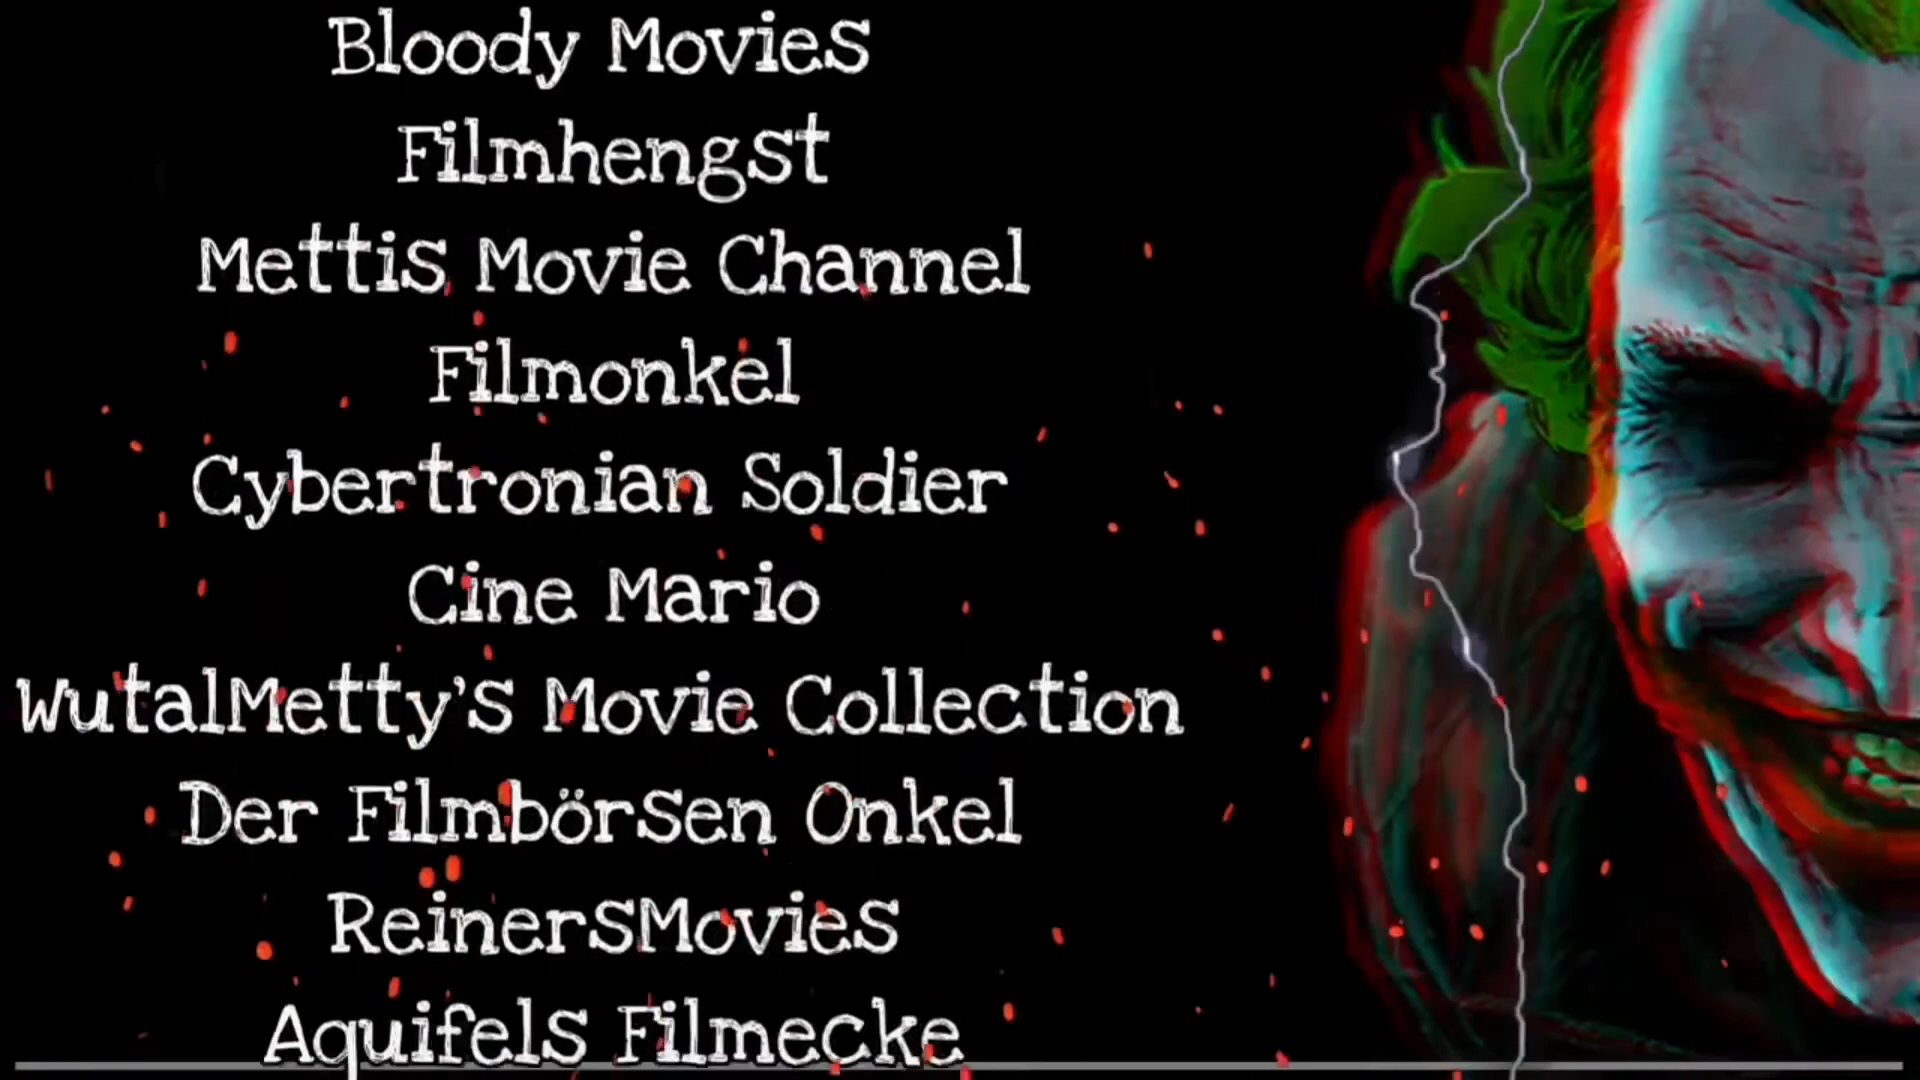 Bloody Movies
Filmhengst
Mettis Movie Channel
Filmonkel
Cybertronian Soldier
Cine Mario
WutalMetty's Movie Collection
Der Filmbörsen Onkel
ReinersMovies
Aquifels Filmecke